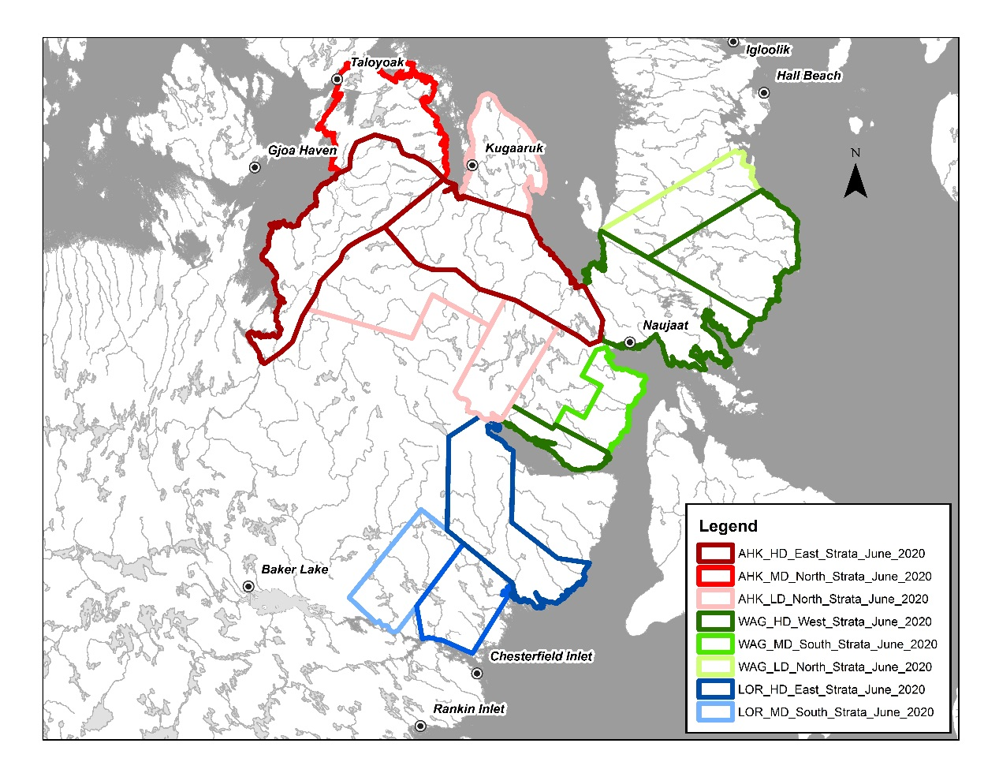 Igloolik
Taloyoak
Hall Beach
Kugaaruk
Gjoa Haven
N
Naujaat
Baker Lake
Chesterfield Inlet
Rankin Inlet
Legend
AHK_HD_East_Strata_June_2020
AHK_MD_North_Strata_June_2020
AHK_LD_North_Strata_June_2020
WAG_HD_West_Strata_June_2020
WAG_MD_South_Strata_June_2020
WAG_LD_North_Strata_June_2020
LOR_HD_East_Strata_June_2020
LOR_MD_South_Strata_June_2020